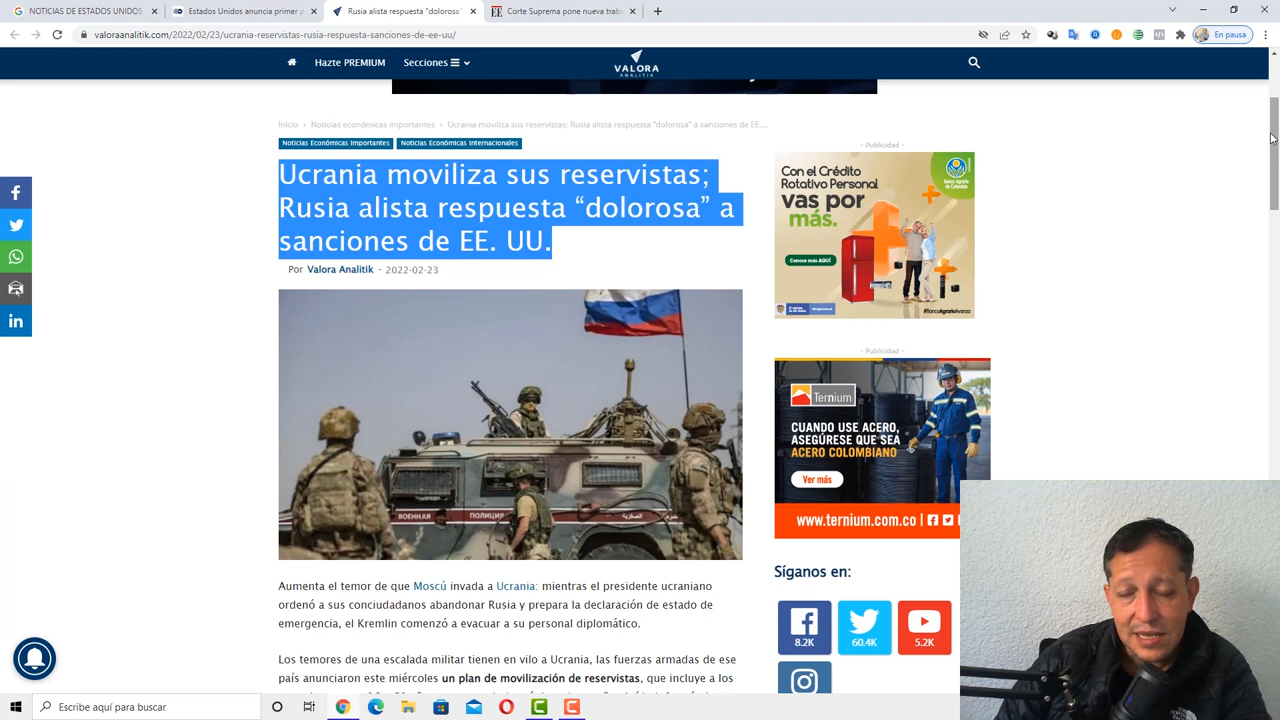 NOTICIAS DE ESTADOS UNIDOS
Estados Unidos anuncia primer p
Rusia alista respuesta "dolorosa"
Corte Suprema pone nueva trab
valoraanalitik.com/2022/02/23/ucrania-reservistas-rusia-respuesta-sanciones-de-ee-uu/
En pausa
Hazte PREMIUM
Secciones
VALORA
ANALITIK
Inicio › Noticias económicas importantes › Ucrania moviliza sus reservistas; Rusia alista respuesta "dolorosa" a sanciones de EE....
Noticias Económicas Importantes
Noticias Económicas Internacionales
Ucrania moviliza sus reservistas;
Rusia alista respuesta “dolorosa” a
sanciones de EE. UU.
Por Valora Analitik - 2022-02-23
ВОЕННАЯ
ПОЛИЦИЯ
Aumenta el temor de que Moscú invada a Ucrania: mientras el presidente ucraniano
ordenó a sus conciudadanos abandonar Rusia y prepara la declaración de estado de
emergencia, el Kremlin comenzó a evacuar a su personal diplomático.
Los temores de una escalada militar tienen en vilo a Ucrania, las fuerzas armadas de ese
país anunciaron este miércoles un plan de movilización de reservistas, que incluye a los
- Publicidad -
Con el Crédito
Rotativo Personal
vas por
más.
Banco Agrario
de Colombia
Conoce más AQUÍ
#BancoAgrarioAvanza
- Publicidad -
Ternium
CUANDO USE ACERO,
ASEGÚRESE QUE SEA
ACERO COLOMBIANO
Ver más
www.ternium.com.co
Síganos en:
8.2K
60.4K
5.2K
Escribe aquí para buscar